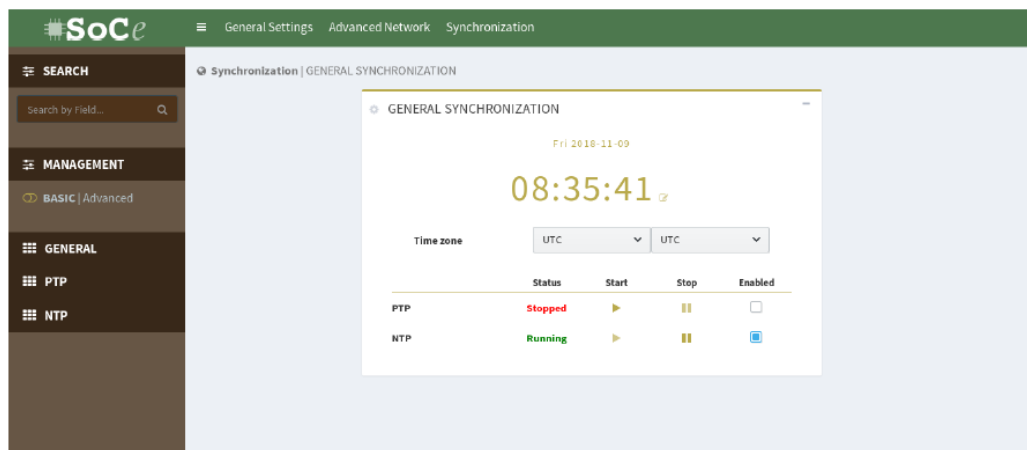 SoCe
General Settings Advanced Network Synchronization
SEARCH
Search by Field...
MANAGEMENT
BASIC | Advanced
GENERAL
PTP
NTP
Synchronization | GENERAL SYNCHRONIZATION
GENERAL SYNCHRONIZATION
Fri 2018-11-09
08:35:41
Time zone UTC UTC
Status Start Stop Enabled
PTP Stopped
NTP Running